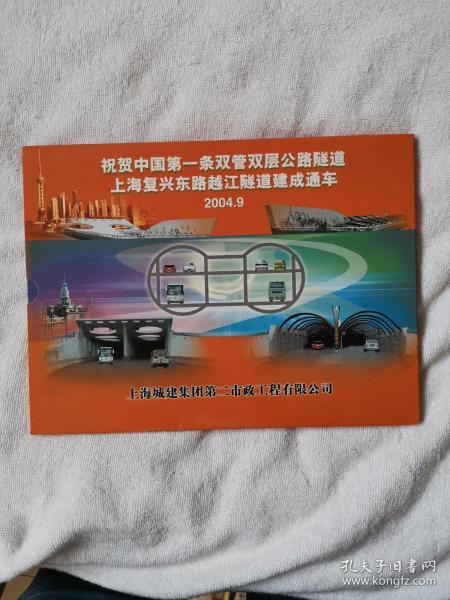 祝贺中国第一条双管双层公路隧道
上海复兴东路越江隧道建成通车
2004.9
上海城建集团第二市政工程有限公司
孔夫子旧书网
www.kongfz.com